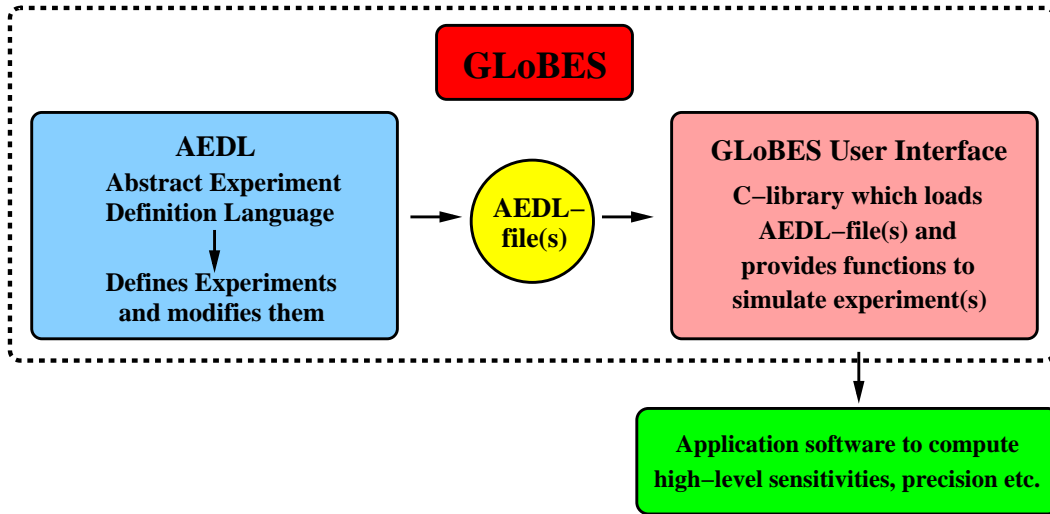 GLoBES
AEDL
Abstract Experiment
Definition Language
Defines Experiments
and modifies them
AEDL−
file(s)
GLoBES User Interface
C−library which loads
AEDL−file(s) and
provides functions to
simulate experiment(s)
Application software to compute
high−level sensitivities, precision etc.